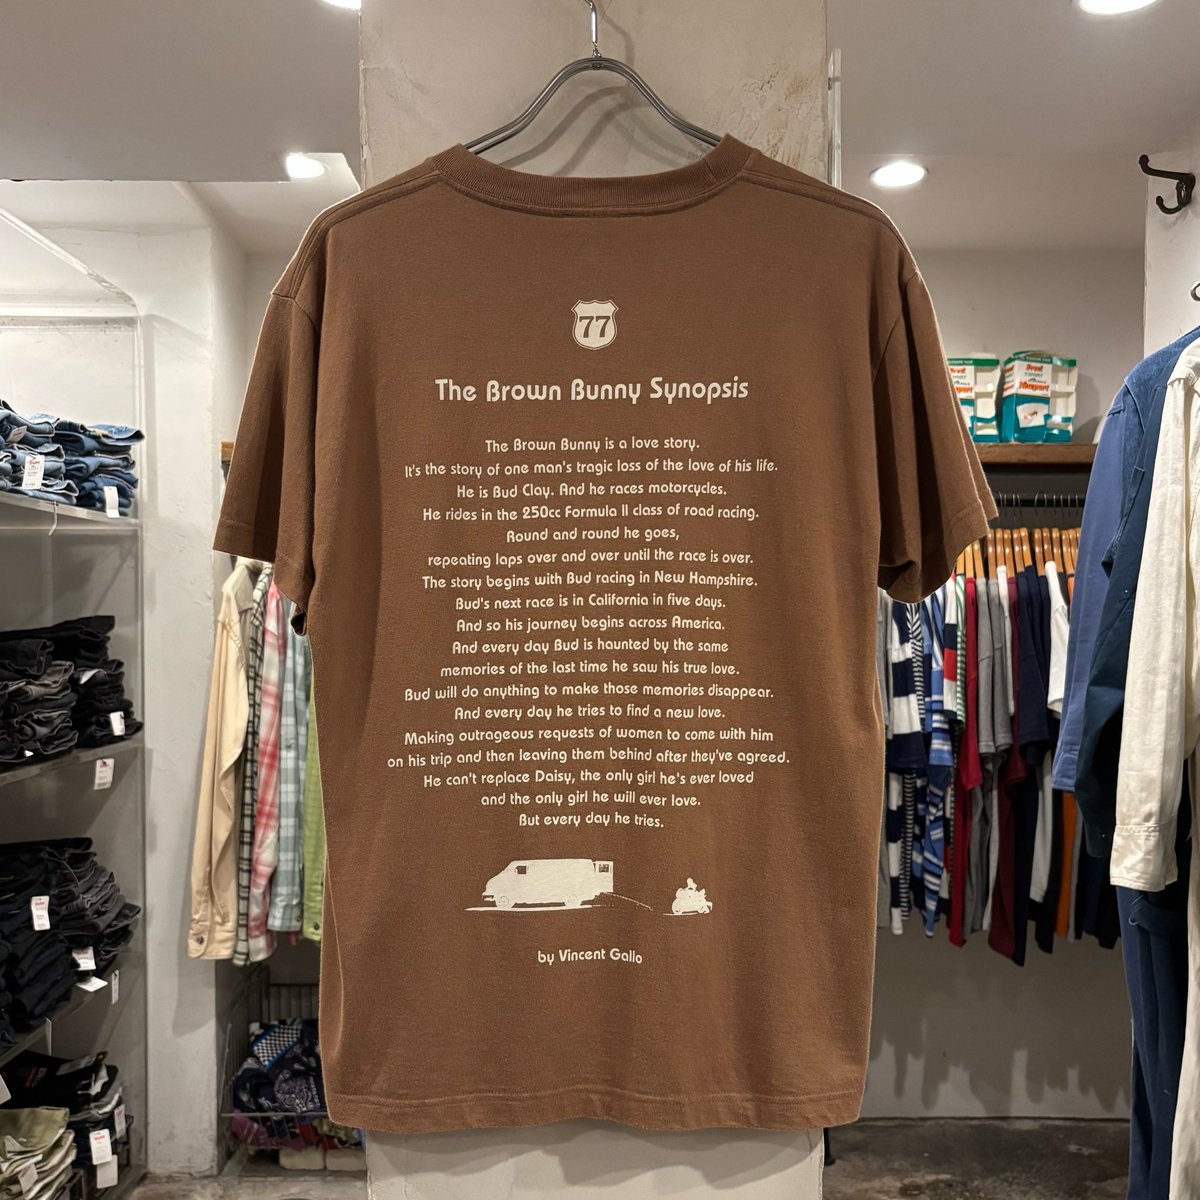 77
The Brown Bunny Synopsis
The Brown Bunny is a love story.
It's the story of one man's tragic loss of the love of his life.
He is Bud Clay. And he races motorcycles.
He rides in the 250cc Formula II class of road racing.
Round and round he goes,
repeating laps over and over until the race is over.
The story begins with Bud racing in New Hampshire.
Bud's next race is in California in five days.
And so his journey begins across America.
And every day Bud is haunted by the same
memories of the last time he saw his true love.
Bud will do anything to make those memories disappear.
And every day he tries to find a new love.
Making outrageous requests of women to come with him
on his trip and then leaving them behind after they've agreed.
He can't replace Daisy, the only girl he's ever loved
and the only girl he will ever love.
But every day he tries.
by Vincent Gallo